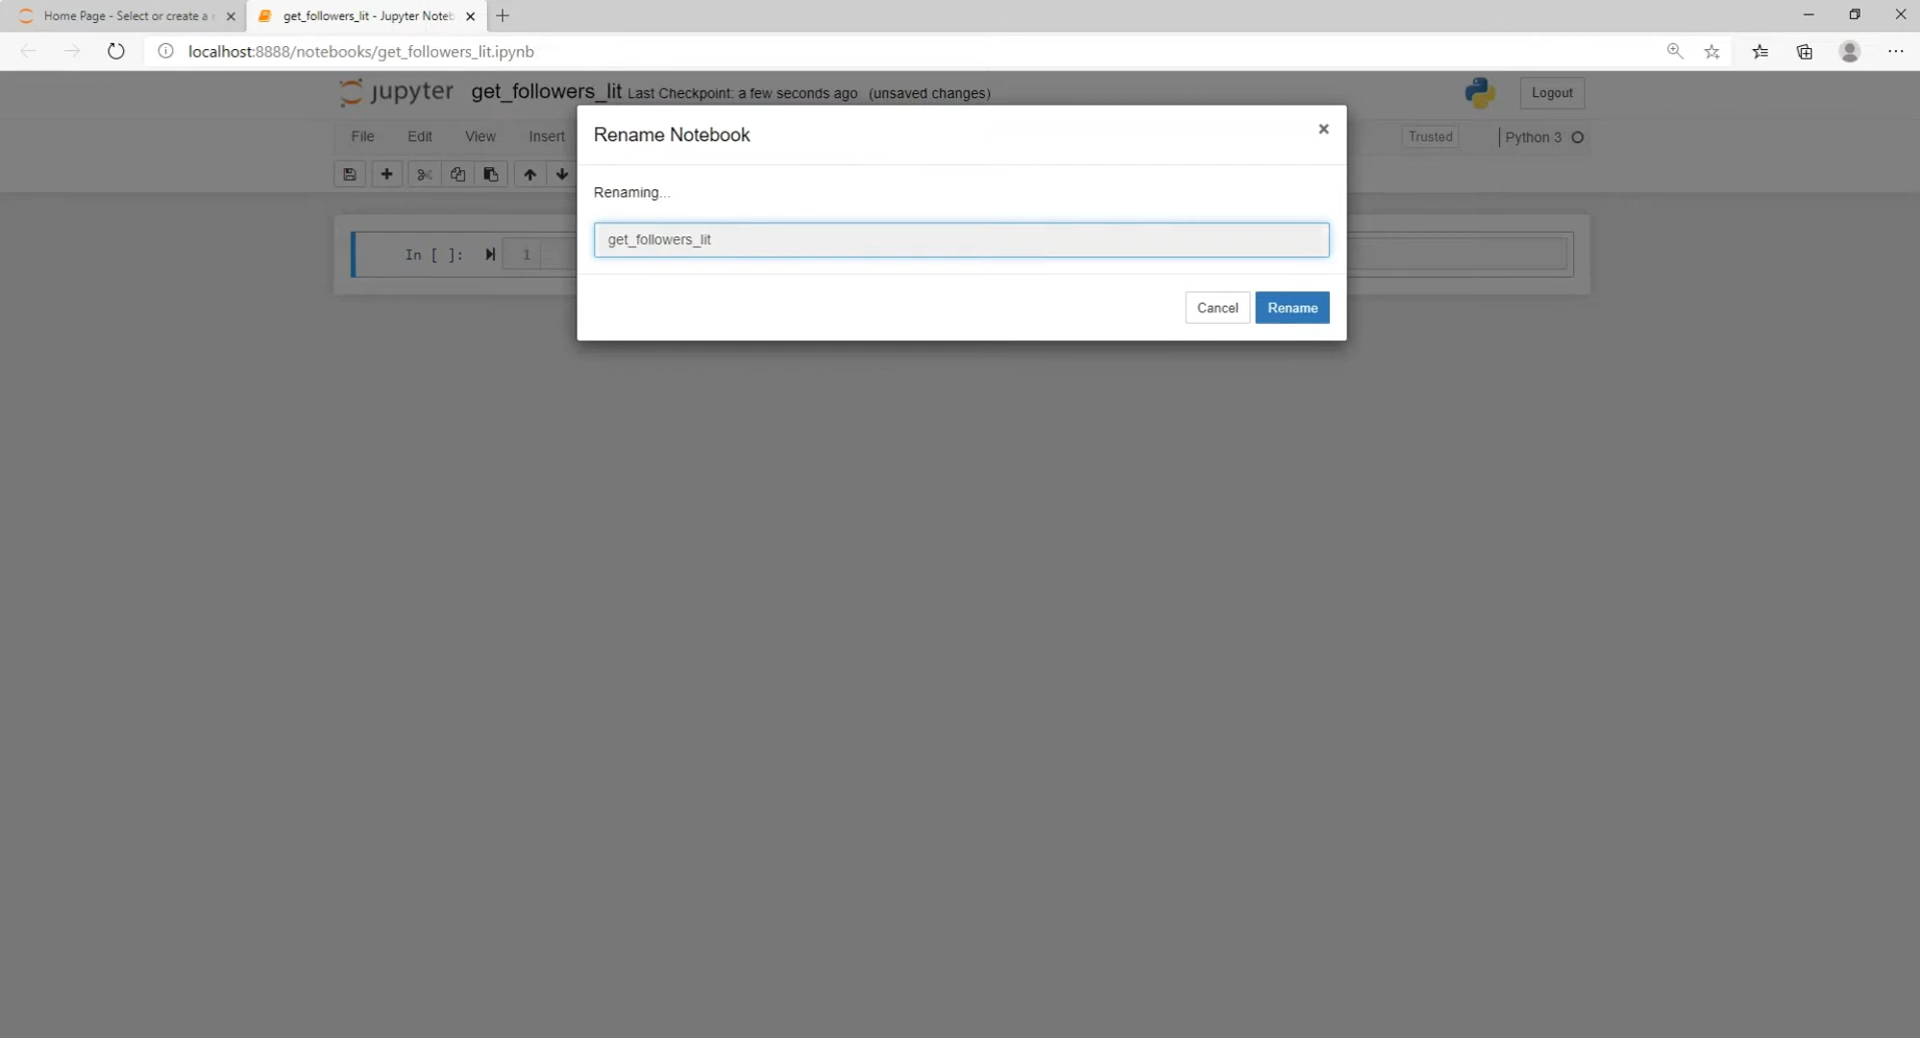 Home Page - Select or create a
get_followers_lit - Jupyter Noteb
localhost:8888/notebooks/get_followers_lit.ipynb
jupyter get_followers_lit Last Checkpoint: a few seconds ago (unsaved changes)
Logout
File Edit View Insert
Trusted
Python 3
Rename Notebook
Renaming...
get_followers_lit
In [ ]:
1
Cancel
Rename